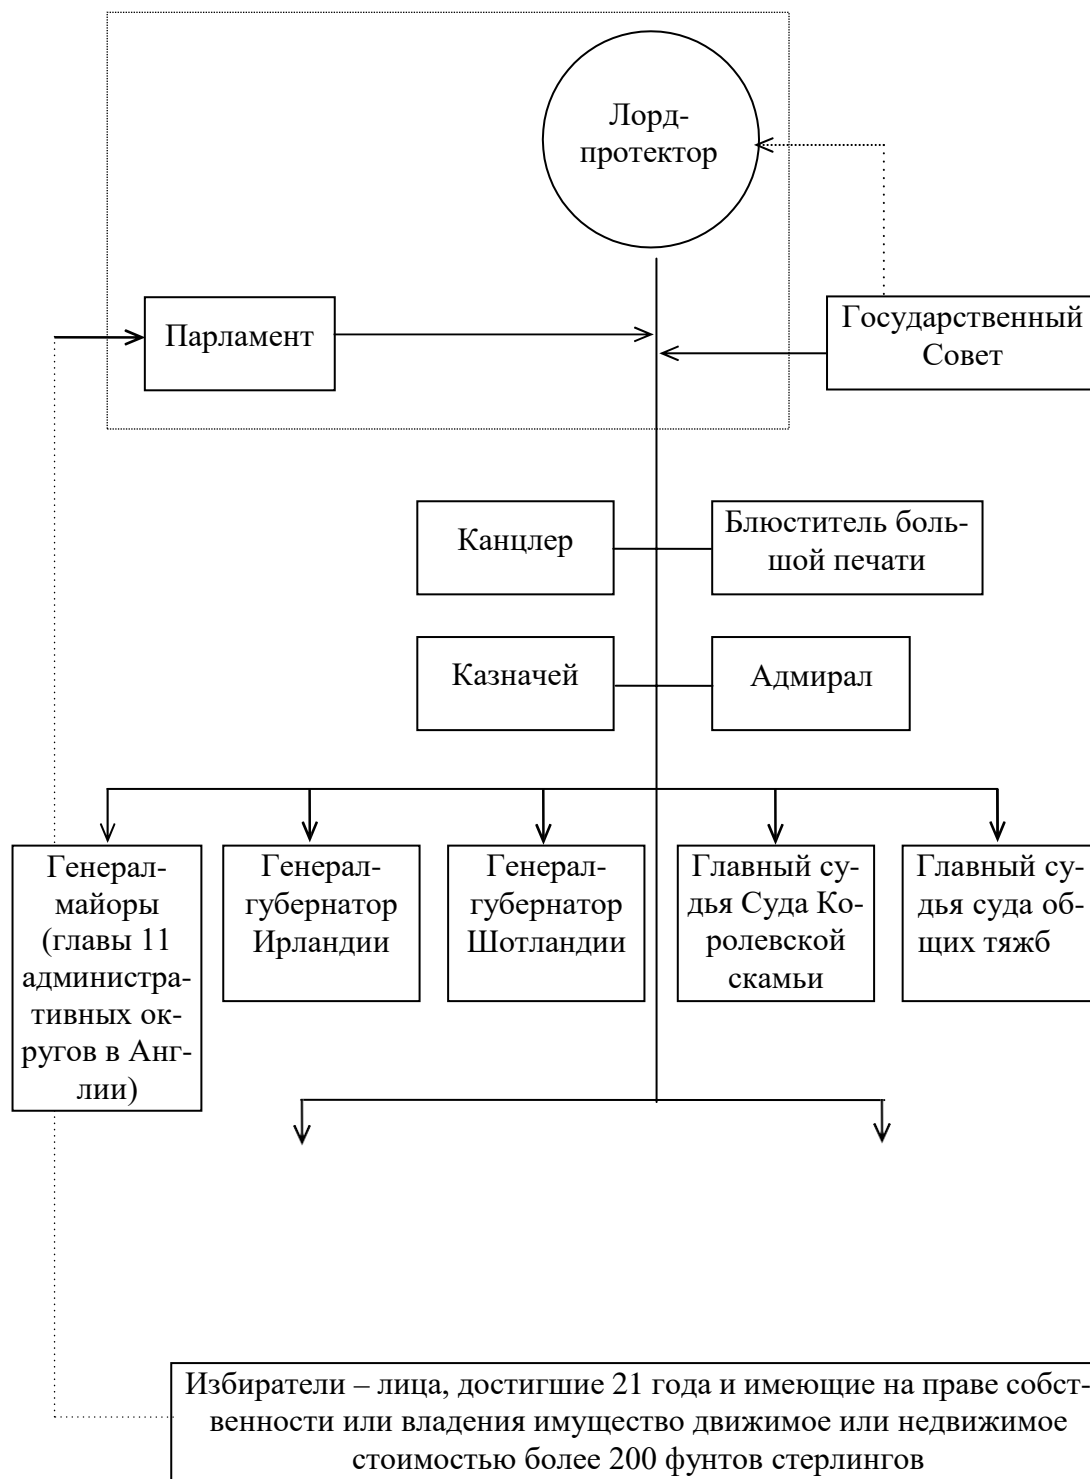 Лорд-
протектор
Парламент
Государственный
Совет
Канцлер
Блюститель боль-
шой печати
Казначей
Адмирал
Генерал-
майоры
(главы 11
администра-
тивных ок-
ругов в Анг-
лии)
Генерал-
губернатор
Ирландии
Генерал-
губернатор
Шотландии
Главный су-
дья Суда Ко-
ролевской
скамьи
Главный су-
дья суда об-
щих тяжб
Избиратели – лица, достигшие 21 года и имеющие на праве собст-
венности или владения имущество движимое или недвижимое
стоимостью более 200 фунтов стерлингов